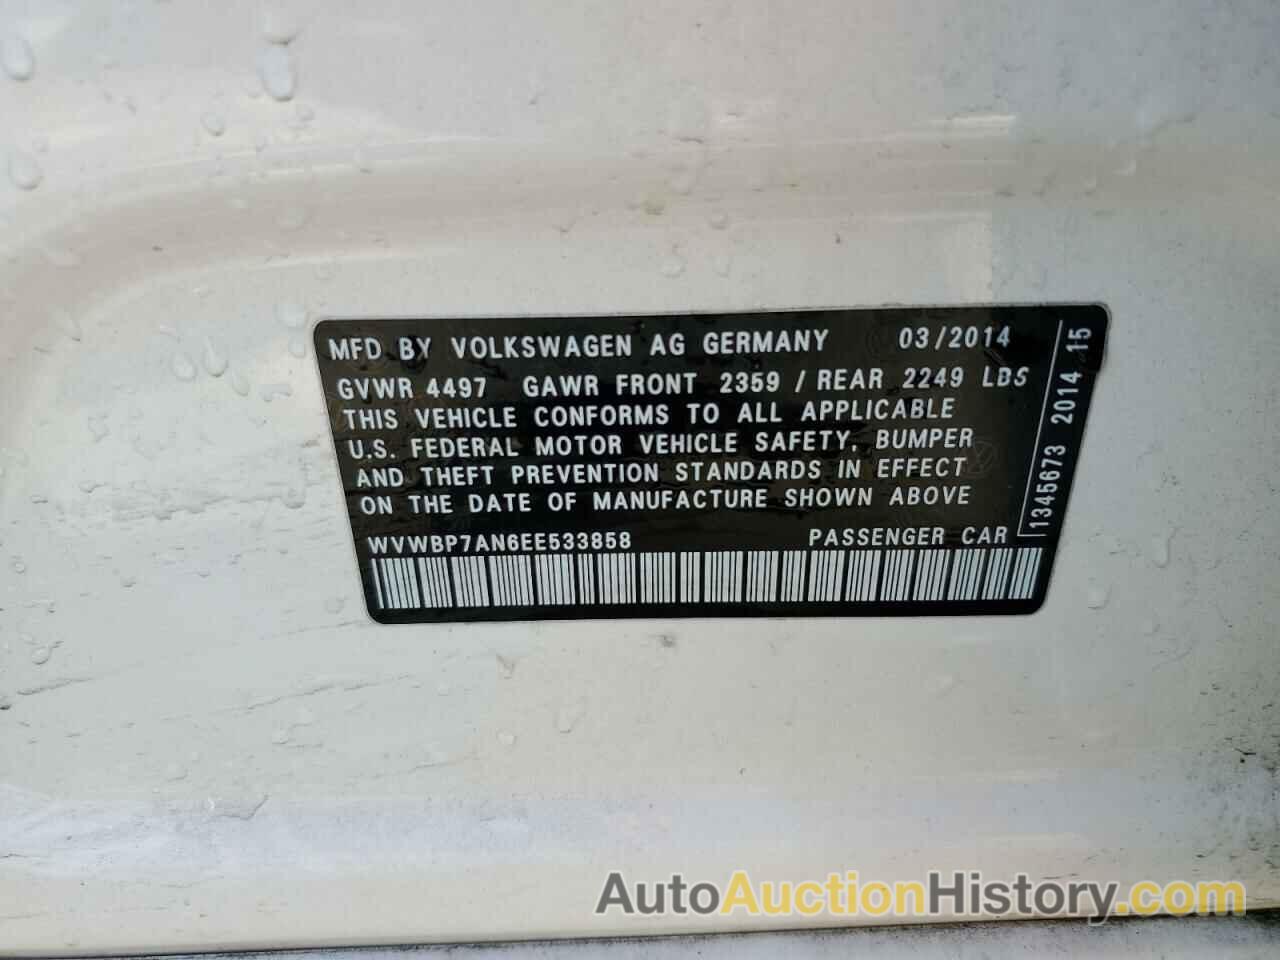 MFD BY VOLKSWAGEN AG GERMANY 03/2014
GVWR 4497 GAWR FRONT 2359 / REAR 2249 LBS
THIS VEHICLE CONFORMS TO ALL APPLICABLE
U.S. FEDERAL MOTOR VEHICLE SAFETY, BUMPER
AND THEFT PREVENTION STANDARDS IN EFFECT
ON THE DATE OF MANUFACTURE SHOWN ABOVE
WVWBP7AN6EE533858 PASSENGER CAR
1345673 2014 15
AutoAuctionHistory.com